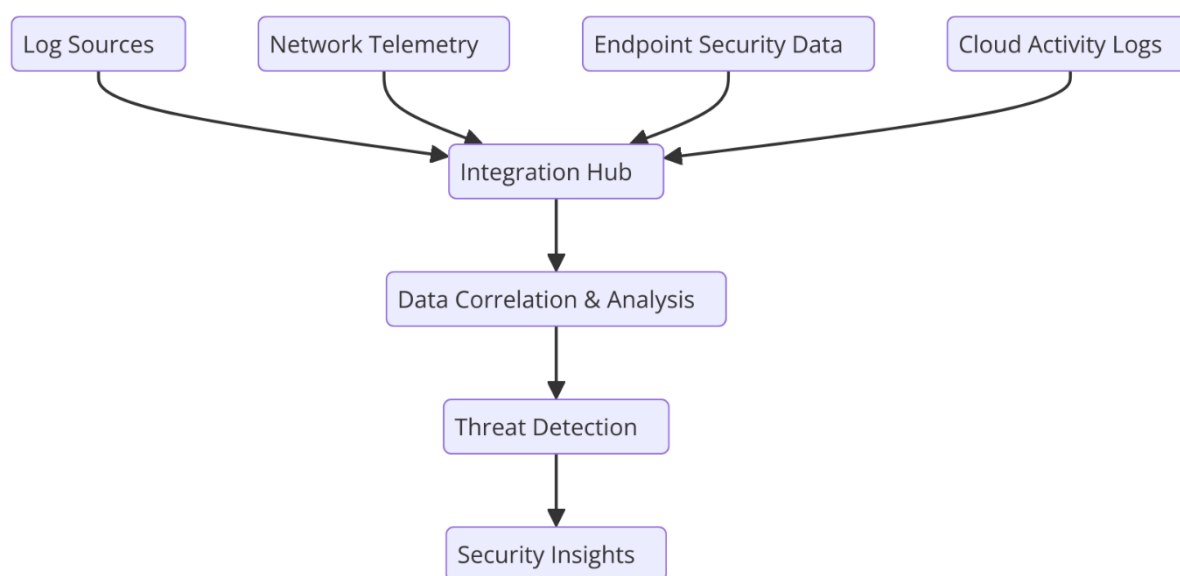 Log Sources
Network Telemetry
Endpoint Security Data
Cloud Activity Logs
Integration Hub
Data Correlation & Analysis
Threat Detection
Security Insights